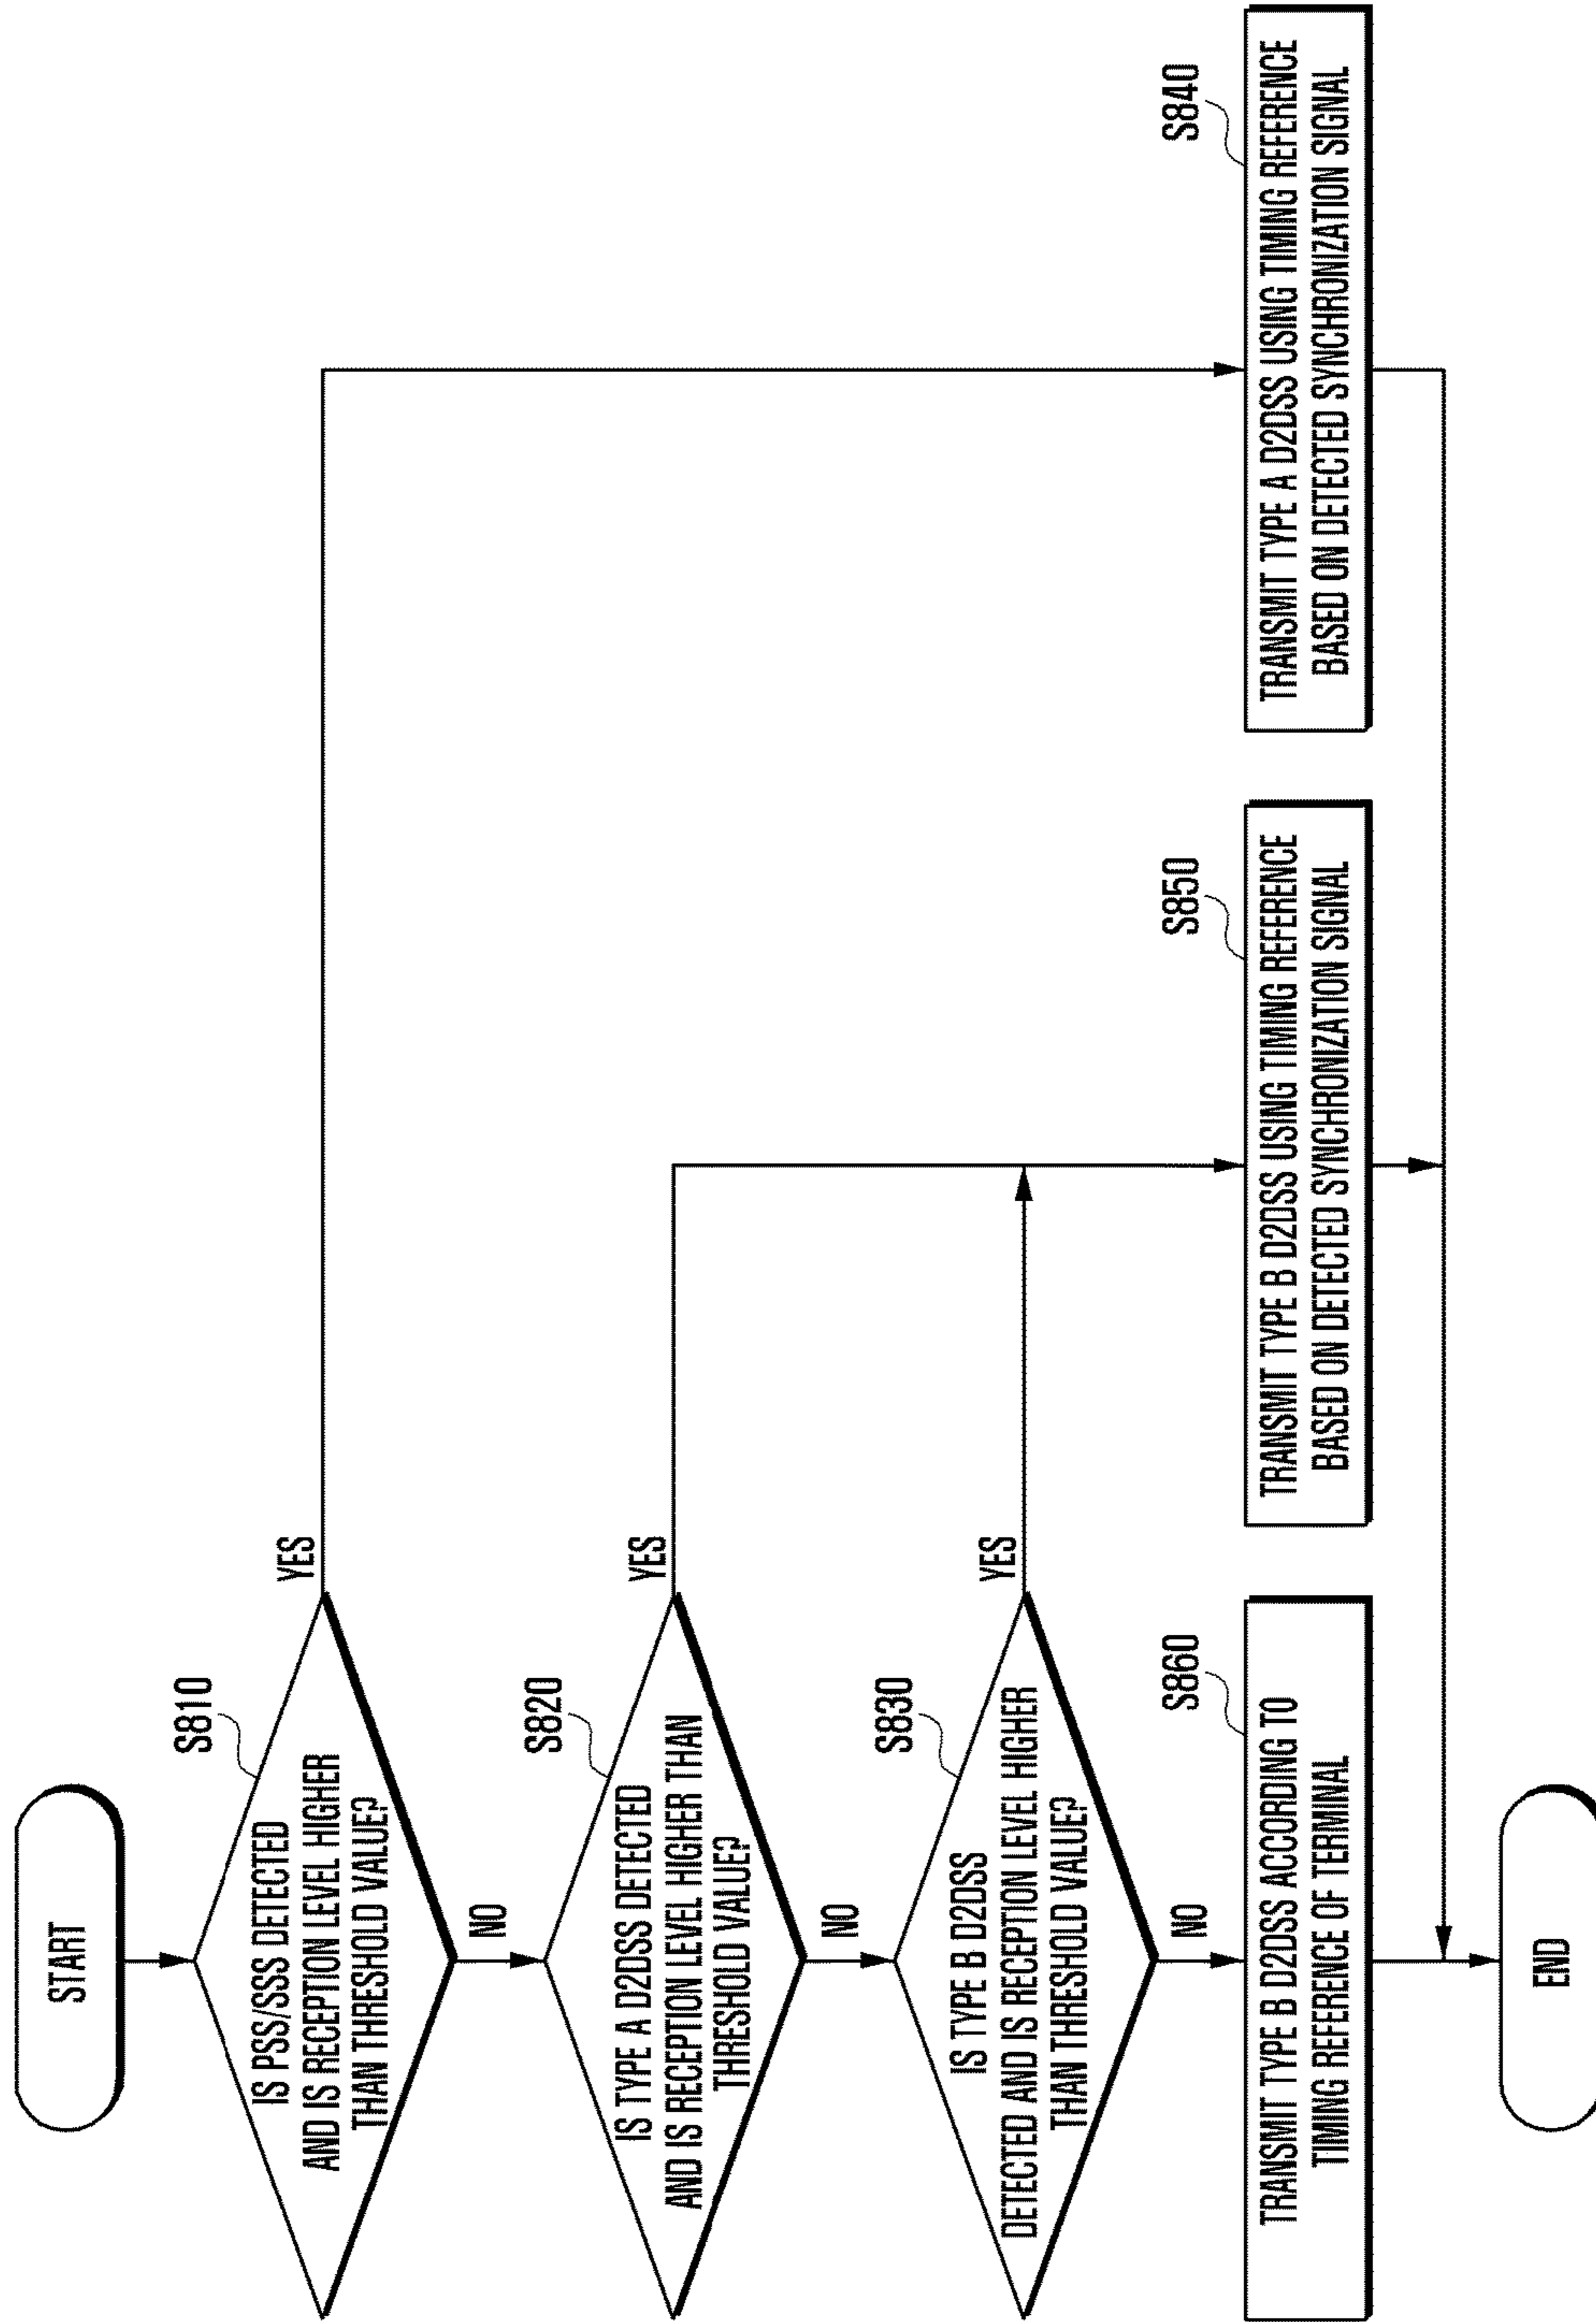 START
S810
IS PSS/SSS DETECTED
AND IS RECEPTION LEVEL HIGHER
THAN THRESHOLD VALUE?
YES
NO
S820
IS TYPE A D2DSS DETECTED
AND IS RECEPTION LEVEL HIGHER THAN
THRESHOLD VALUE?
YES
NO
S830
IS TYPE B D2DSS
DETECTED AND IS RECEPTION LEVEL HIGHER
THAN THRESHOLD VALUE?
YES
NO
S860
TRANSMIT TYPE B D2DSS ACCORDING TO
TIMING REFERENCE OF TERMINAL
S850
TRANSMIT TYPE B D2DSS USING TIMING REFERENCE
BASED ON DETECTED SYNCHRONIZATION SIGNAL
S840
TRANSMIT TYPE A D2DSS USING TIMING REFERENCE
BASED ON DETECTED SYNCHRONIZATION SIGNAL
END